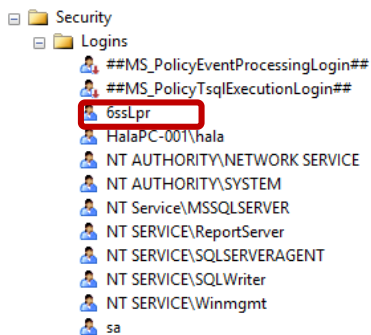 Security
Logins
##MS_PolicyEventProcessingLogin##
##MS_PolicyTsqlExecutionLogin##
6ssLpr
HalaPC-001\hala
NT AUTHORITY\NETWORK SERVICE
NT AUTHORITY\SYSTEM
NT Service\MSSQLSERVER
NT SERVICE\ReportServer
NT SERVICE\SQLSERVERAGENT
NT SERVICE\SQLWriter
NT SERVICE\Winmgmt
sa